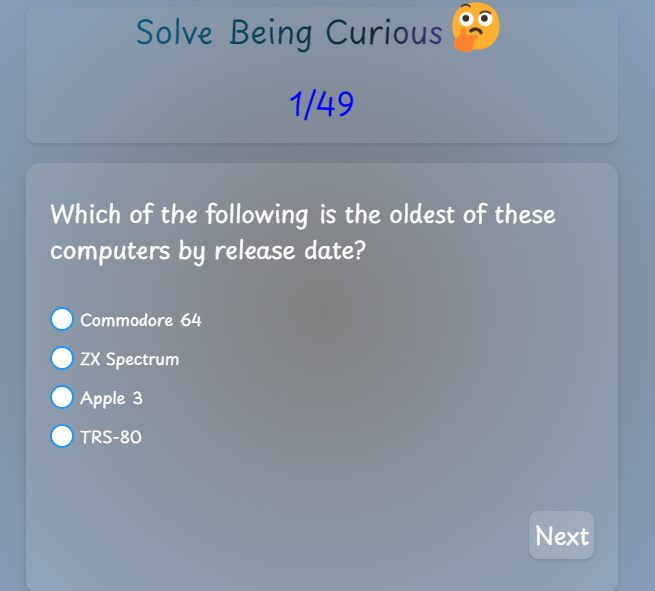 Solve Being Curious
1/49
Which of the following is the oldest of these
computers by release date?
Commodore 64
ZX Spectrum
Apple 3
TRS-80
Next